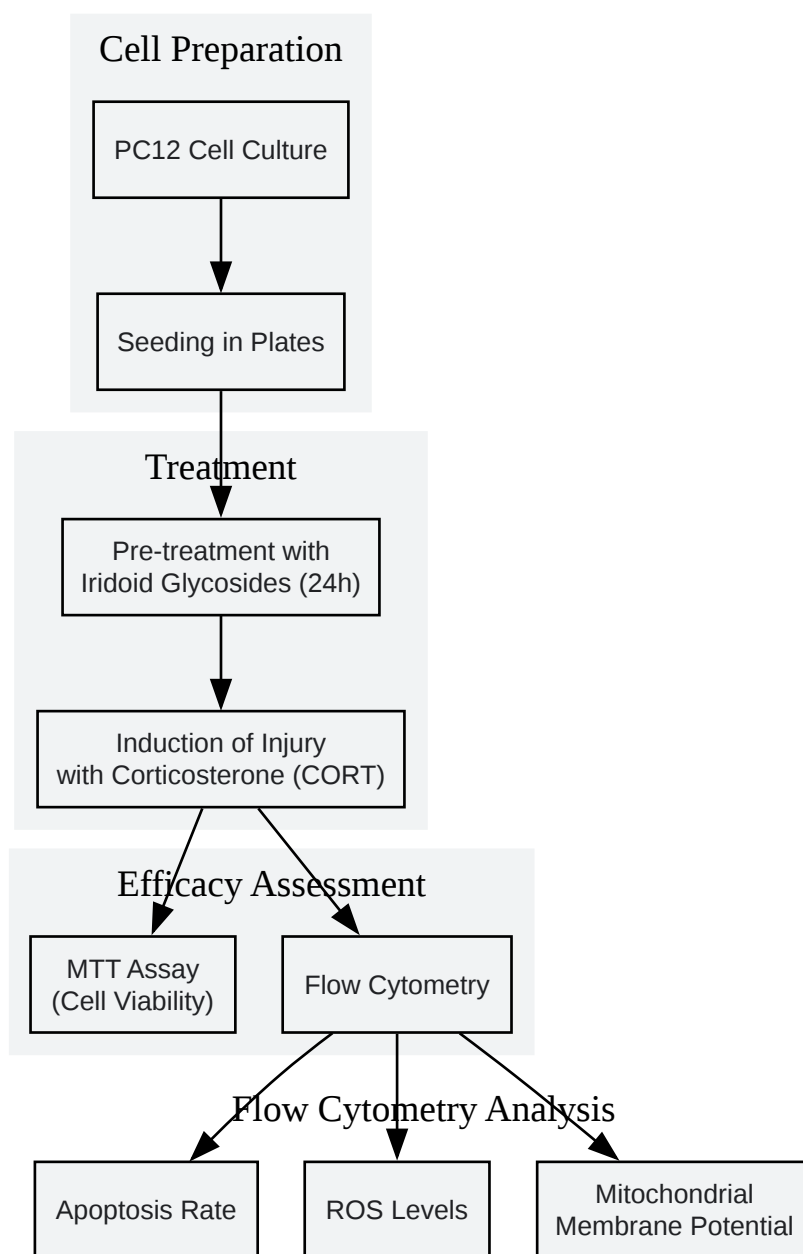 Cell Preparation
PC12 Cell Culture
Seeding in Plates
Treatment
Pre-treatment with
Iridoid Glycosides (24h)
Induction of Injury
with Corticosterone (CORT)
Efficacy Assessment
MTT Assay
(Cell Viability)
Flow Cytometry
Flow Cytometry Analysis
Apoptosis Rate
ROS Levels
Mitochondrial
Membrane Potential